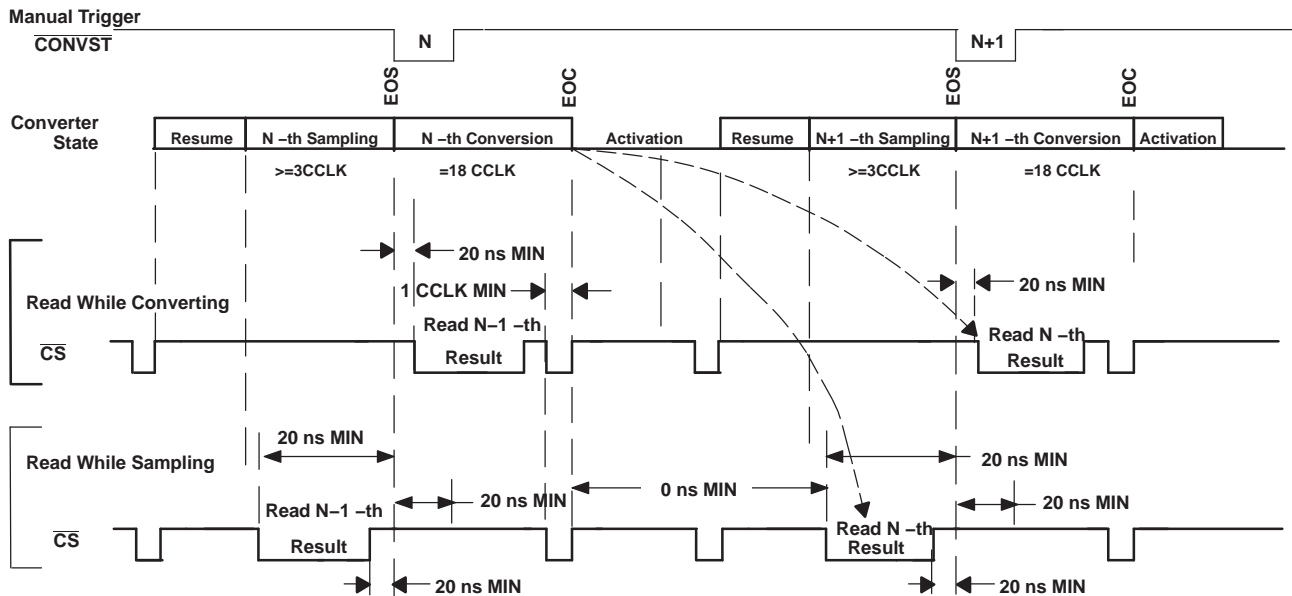 Manual Trigger
CONVST
N
N+1
EOS
EOC
EOS
EOC
Converter
State
Resume
N −th Sampling
N −th Conversion
Activation
Resume
N+1 −th Sampling
N+1 −th Conversion
Activation
>=3CCLK
=18 CCLK
>=3CCLK
=18 CCLK
20 ns MIN
1 CCLK MIN
20 ns MIN
Read While Converting
CS
Read N−1 −th
Result
Read N −th
Result
20 ns MIN
20 ns MIN
Read While Sampling
20 ns MIN
0 ns MIN
20 ns MIN
CS
Read N−1 −th
Result
Read N −th
Result
20 ns MIN
20 ns MIN